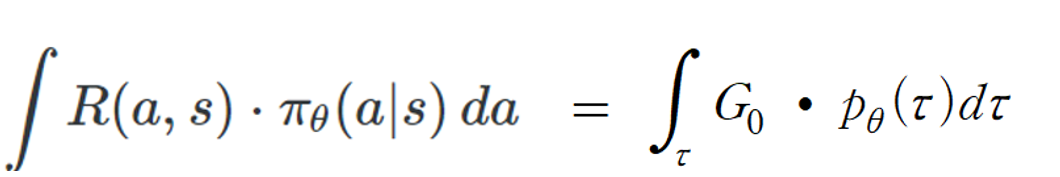 ∫ R(a, s) · π_θ(a|s) da = ∫_τ G_0 • p_θ(τ)dτ